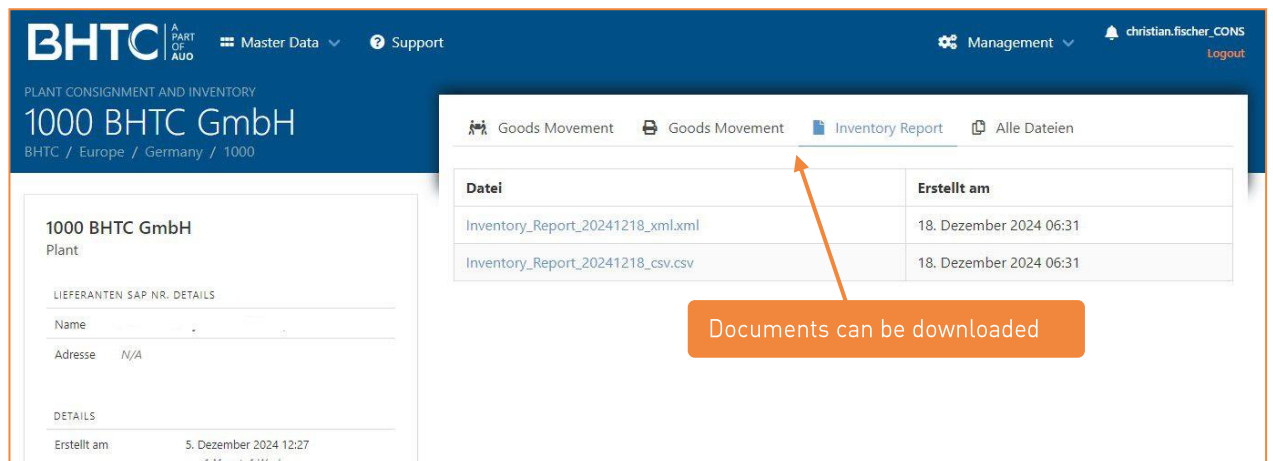 BHTC A PART OF AUO Master Data Support Management christian.fischer_CONS
Logout
PLANT CONSIGNMENT AND INVENTORY
1000 BHTC GmbH
BHTC / Europe / Germany / 1000
Goods Movement Goods Movement Inventory Report Alle Dateien
Datei Erstellt am
Inventory_Report_20241218_xml.xml 18. Dezember 2024 06:31
Inventory_Report_20241218_csv.csv 18. Dezember 2024 06:31
Documents can be downloaded
1000 BHTC GmbH
Plant
LIEFERANTEN SAP NR. DETAILS
Name
Adresse N/A
DETAILS
Erstellt am 5. Dezember 2024 12:27